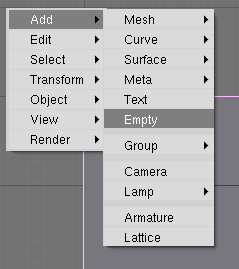 Add
Edit
Select
Transform
Object
View
Render
Mesh
Curve
Surface
Meta
Text
Empty
Group
Camera
Lamp
Armature
Lattice